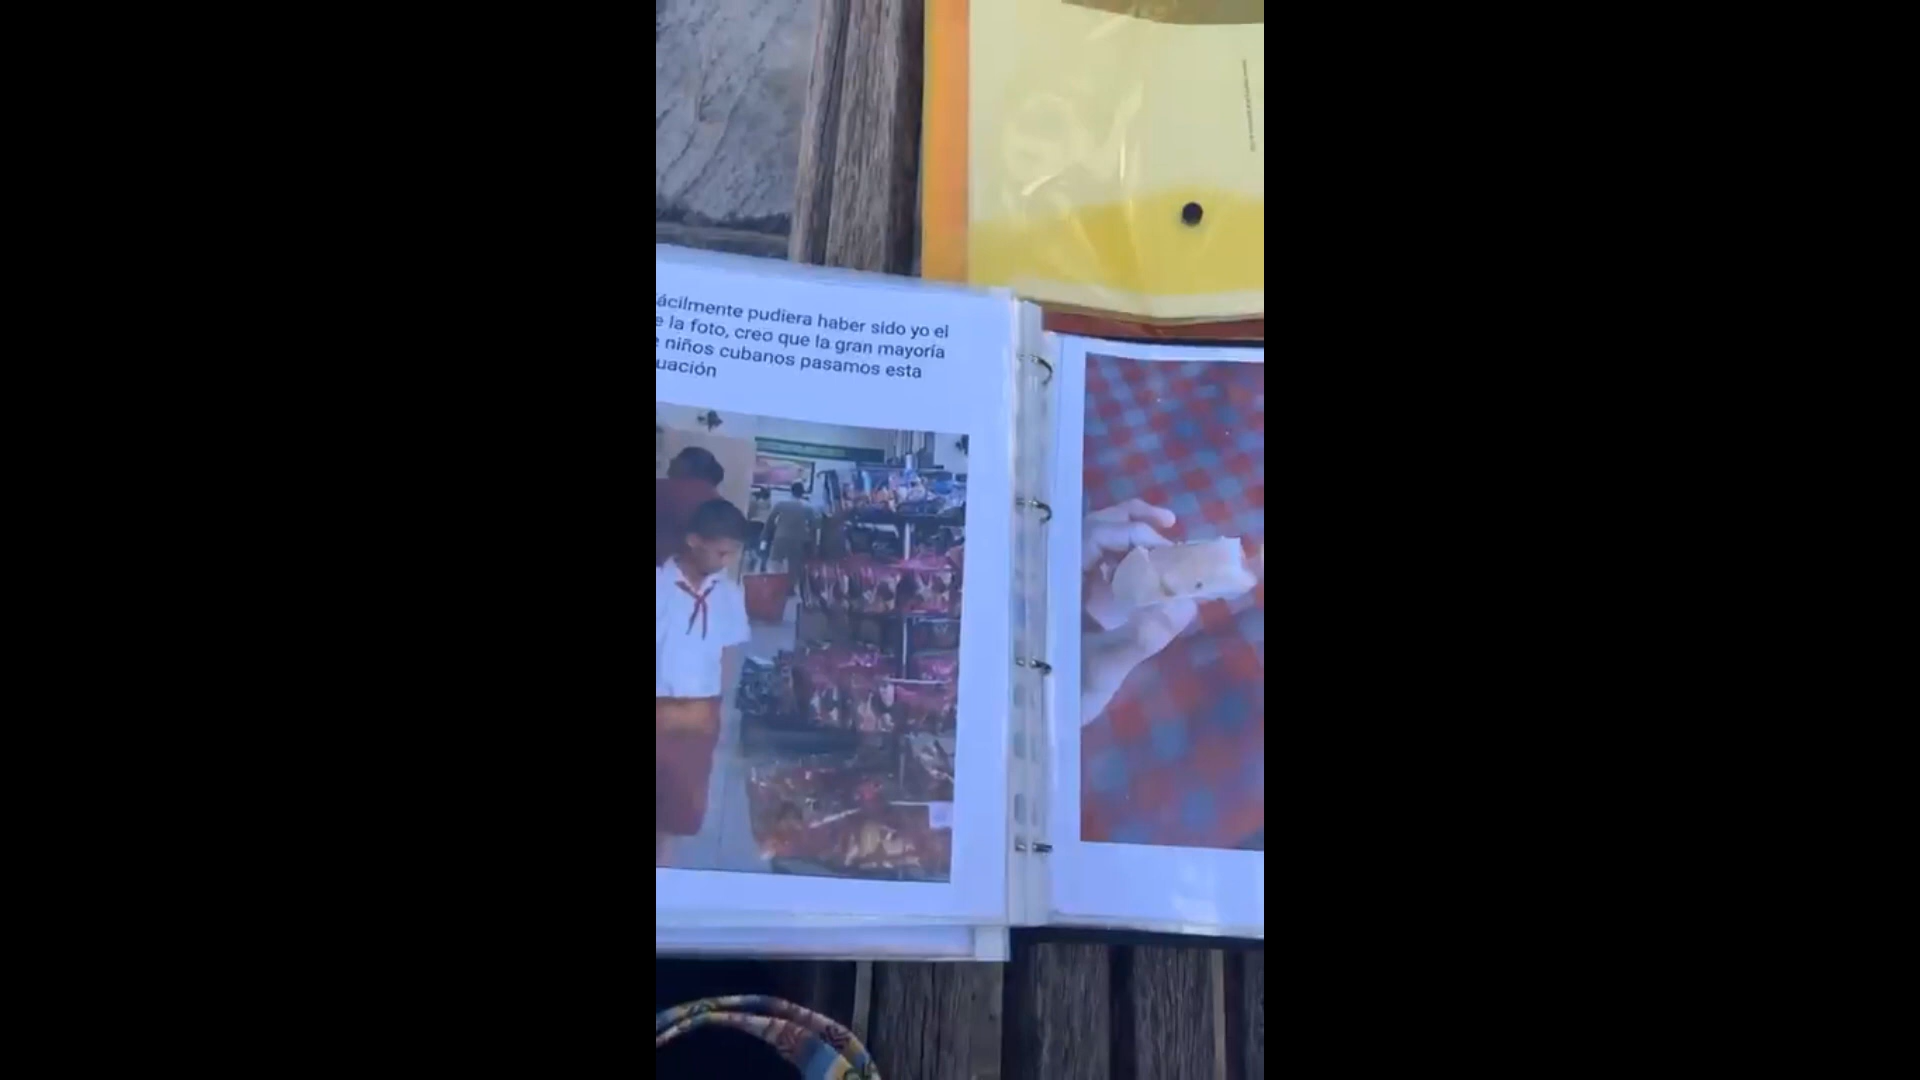 ácilmente pudiera haber sido yo el
e la foto, creo que la gran mayoría
niños cubanos pasamos esta
uación